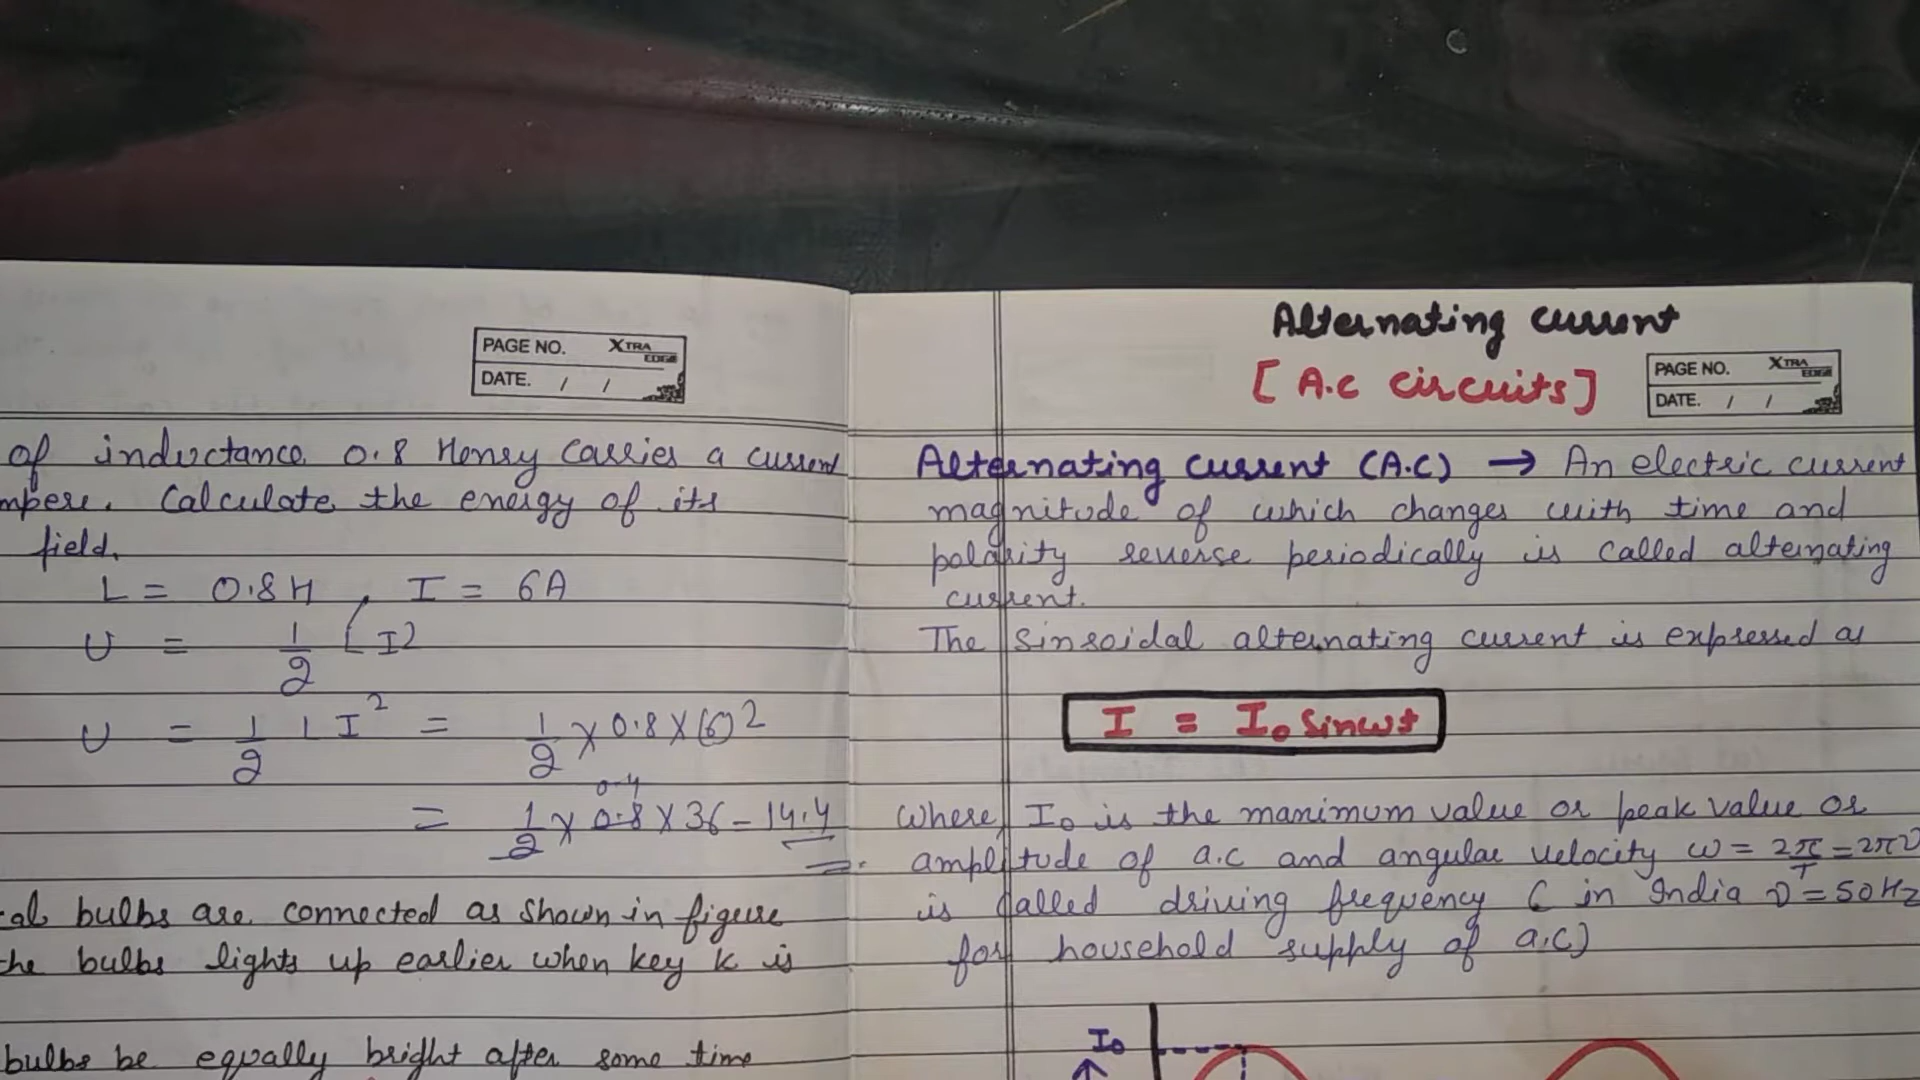 PAGE NO. XTRA EDGE
DATE. / /
of inductance 0.8 Henry carries a current
mpere. Calculate the energy of its
field.
L = 0.8H , I = 6A
U = 1/2 L I2
U = 1/2 L I² = 1/2 × 0.8 × (6)2
0.4
= 1/2 × 0.8 × 36 = 14.4
cal bulbs are connected as shown in figure
the bulbs lights up earlier when key K is
bulbs be equally bright after some time
Alternating current
[ A.C Circuits ]
PAGE NO. XTRA EDGE
DATE. / /
Alternating current (A.C) → An electric current
magnitude of which changes with time and
polarity reverse periodically is called alternating
current.
The sinsoidal alternating current is expressed as
I = I₀ Sinωt
Where, I₀ is the manimum value or peak value or
amplitude of a.c and angular velocity ω = 2π/T = 2πν
is called driving frequency ( in India ν = 50Hz
for household supply of a.c)
I₀